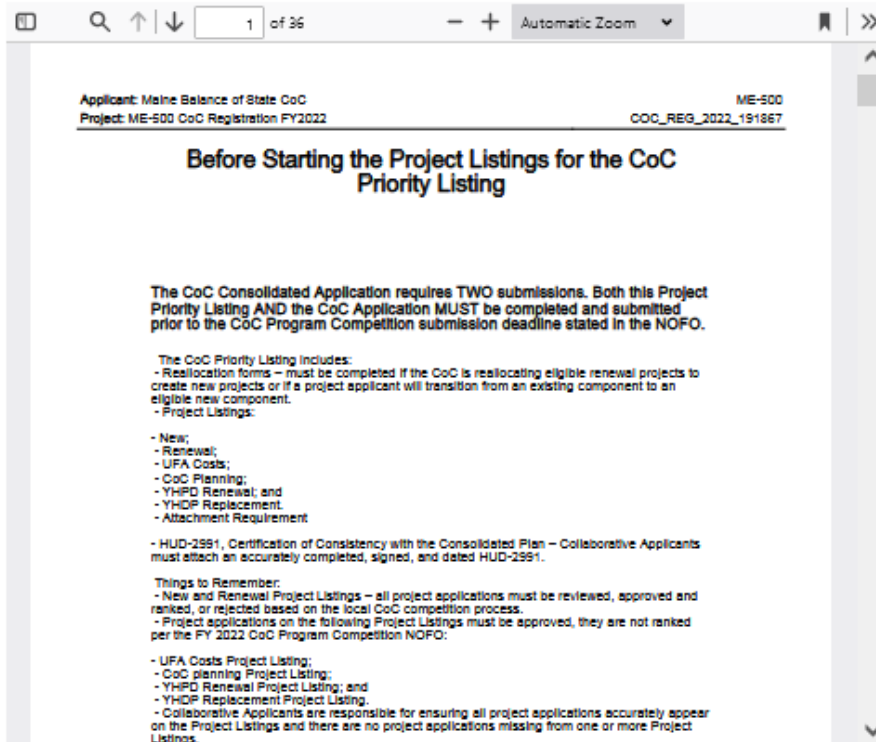 1 of 36
Automatic Zoom
Applicant: Maine Balance of State CoC ME-500
Project: ME-500 CoC Registration FY2022 COC_REG_2022_191867
Before Starting the Project Listings for the CoC
Priority Listing
The CoC Consolidated Application requires TWO submissions. Both this Project
Priority Listing AND the CoC Application MUST be completed and submitted
prior to the CoC Program Competition submission deadline stated in the NOFO.
The CoC Priority Listing includes:
- Reallocation forms – must be completed if the CoC is reallocating eligible renewal projects to
create new projects or if a project applicant will transition from an existing component to an
eligible new component.
- Project Listings:
- New;
- Renewal;
- UFA Costs;
- CoC Planning;
- YHPD Renewal; and
- YHDP Replacement.
- Attachment Requirement
- HUD-2991, Certification of Consistency with the Consolidated Plan – Collaborative Applicants
must attach an accurately completed, signed, and dated HUD-2991.
Things to Remember:
- New and Renewal Project Listings – all project applications must be reviewed, approved and
ranked, or rejected based on the local CoC competition process.
- Project applications on the following Project Listings must be approved, they are not ranked
per the FY 2022 CoC Program Competition NOFO:
- UFA Costs Project Listing;
- CoC planning Project Listing;
- YHPD Renewal Project Listing; and
- YHDP Replacement Project Listing.
- Collaborative Applicants are responsible for ensuring all project applications accurately appear
on the Project Listings and there are no project applications missing from one or more Project
Listings.